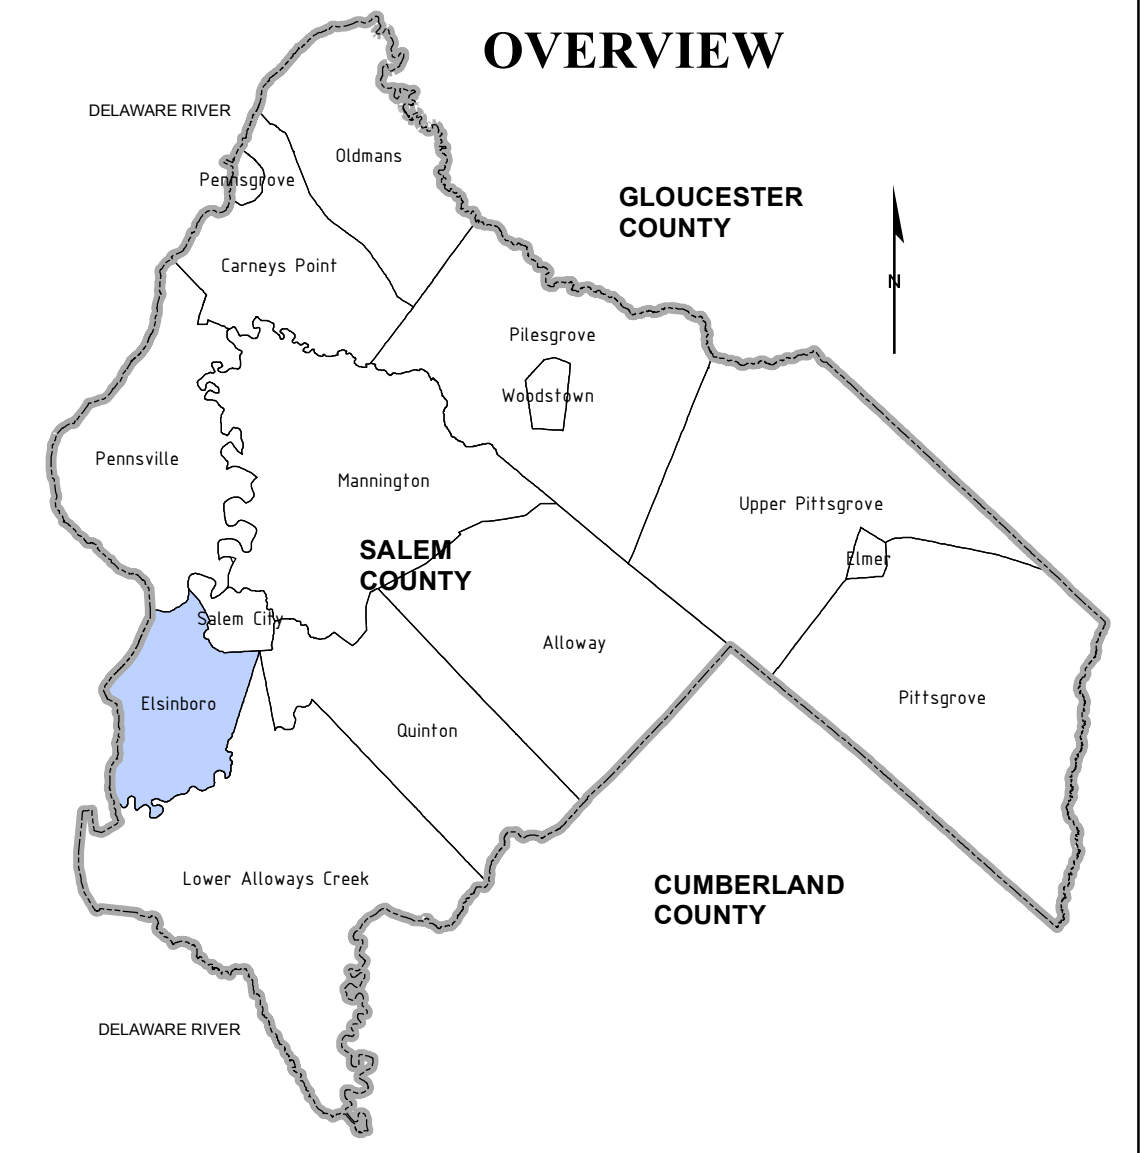 OVERVIEW
DELAWARE RIVER
Oldmans
Pennsgrove
GLOUCESTER
COUNTY
Carneys Point
N
Pilesgrove
Woodstown
Pennsville
Mannington
Upper Pittsgrove
SALEM
COUNTY
Elmer
Salem City
Alloway
Elsinboro
Pittsgrove
Quinton
Lower Alloways Creek
CUMBERLAND
COUNTY
DELAWARE RIVER